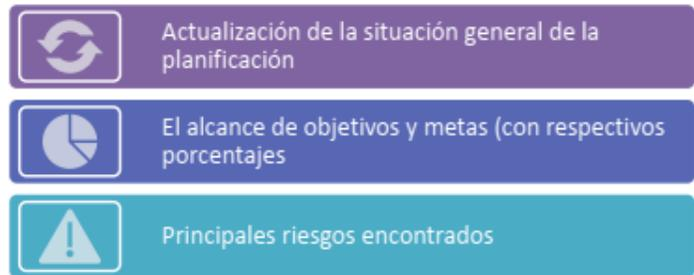 Actualización de la situación general de la
planificación
El alcance de objetivos y metas (con respectivos
porcentajes
Principales riesgos encontrados